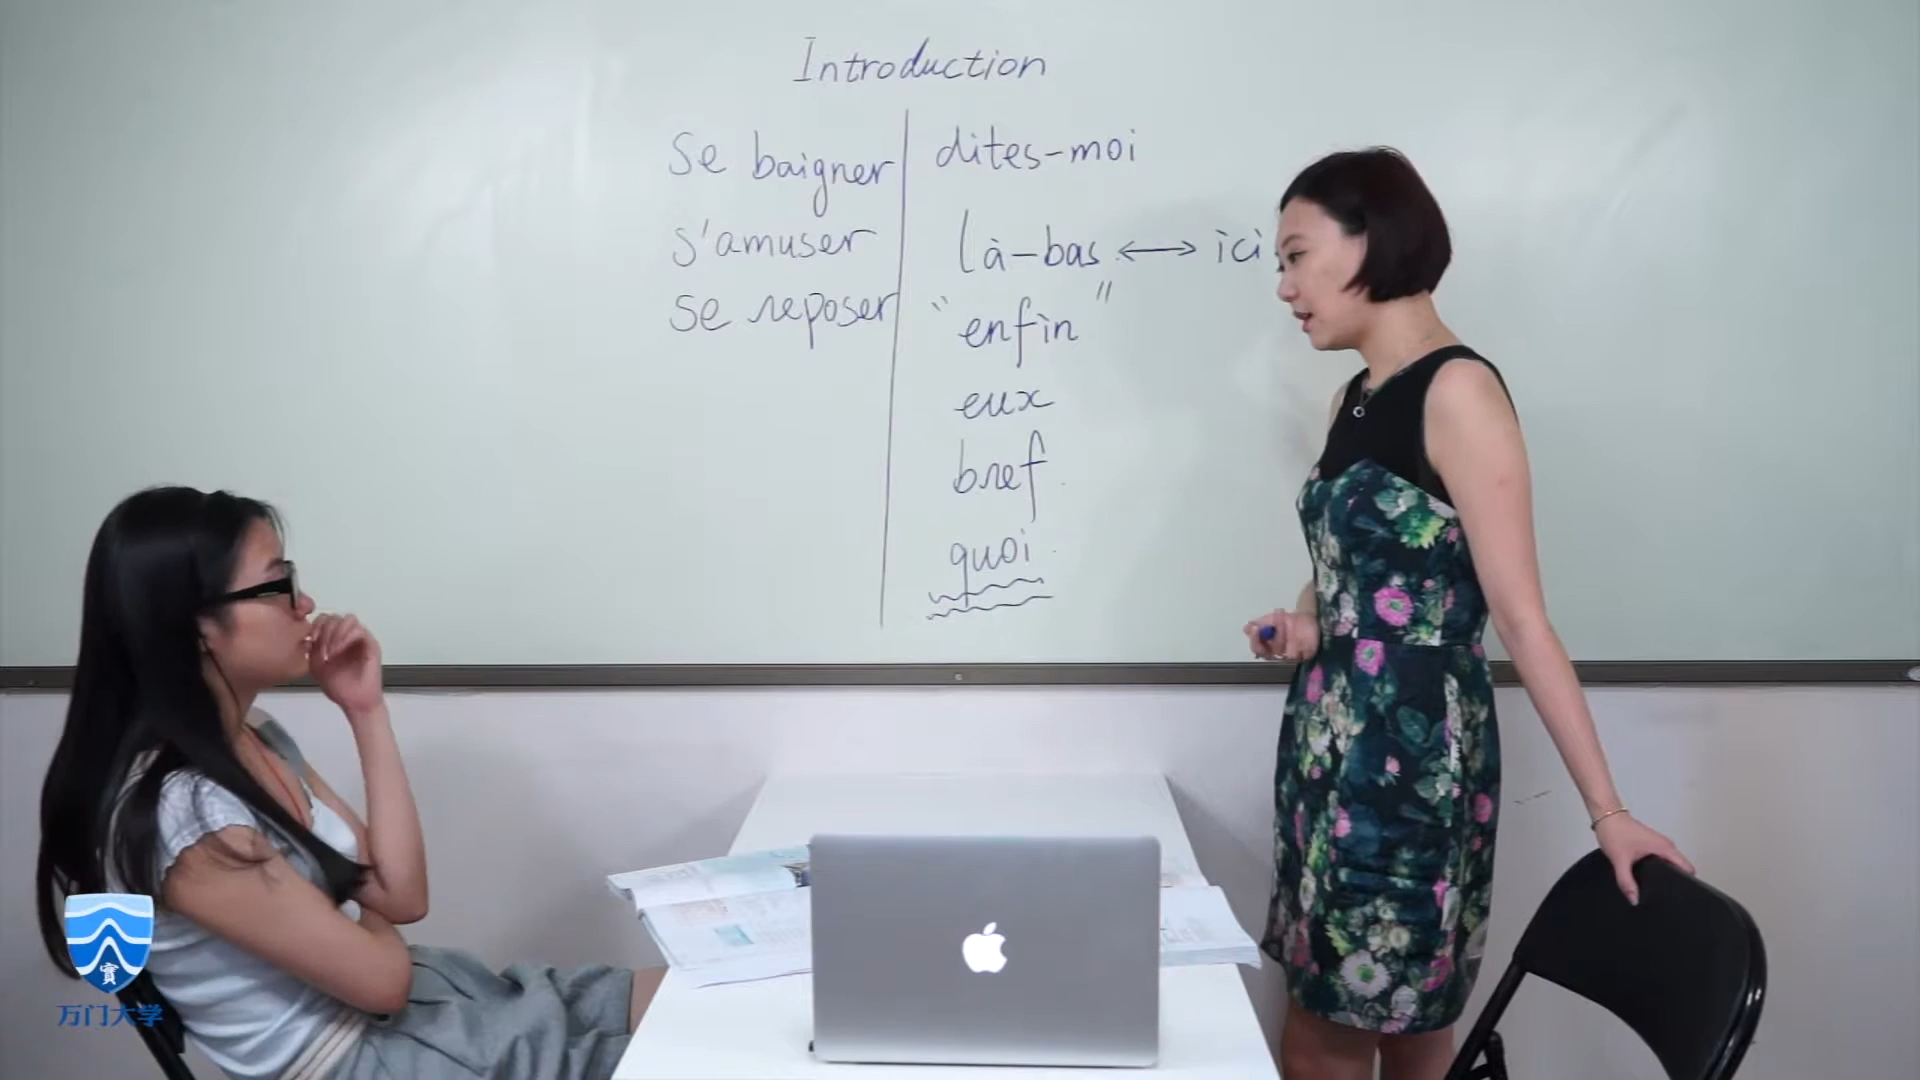 Introduction
se baigner
s'amuser
se reposer
dites-moi
là-bas ↔ ici
"enfin"
eux
bref
quoi
實
万门大学